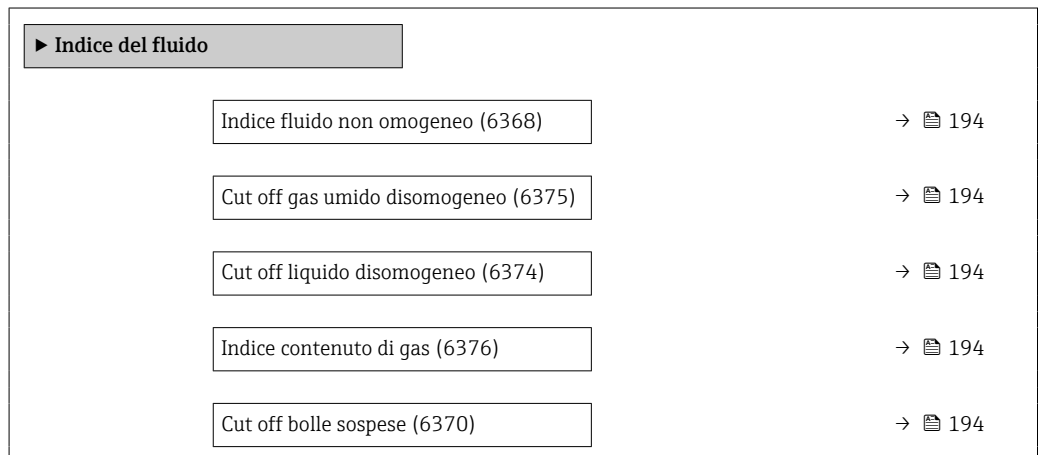 ▶ Indice del fluido
Indice fluido non omogeneo (6368) → 194
Cut off gas umido disomogeneo (6375) → 194
Cut off liquido disomogeneo (6374) → 194
Indice contenuto di gas (6376) → 194
Cut off bolle sospese (6370) → 194